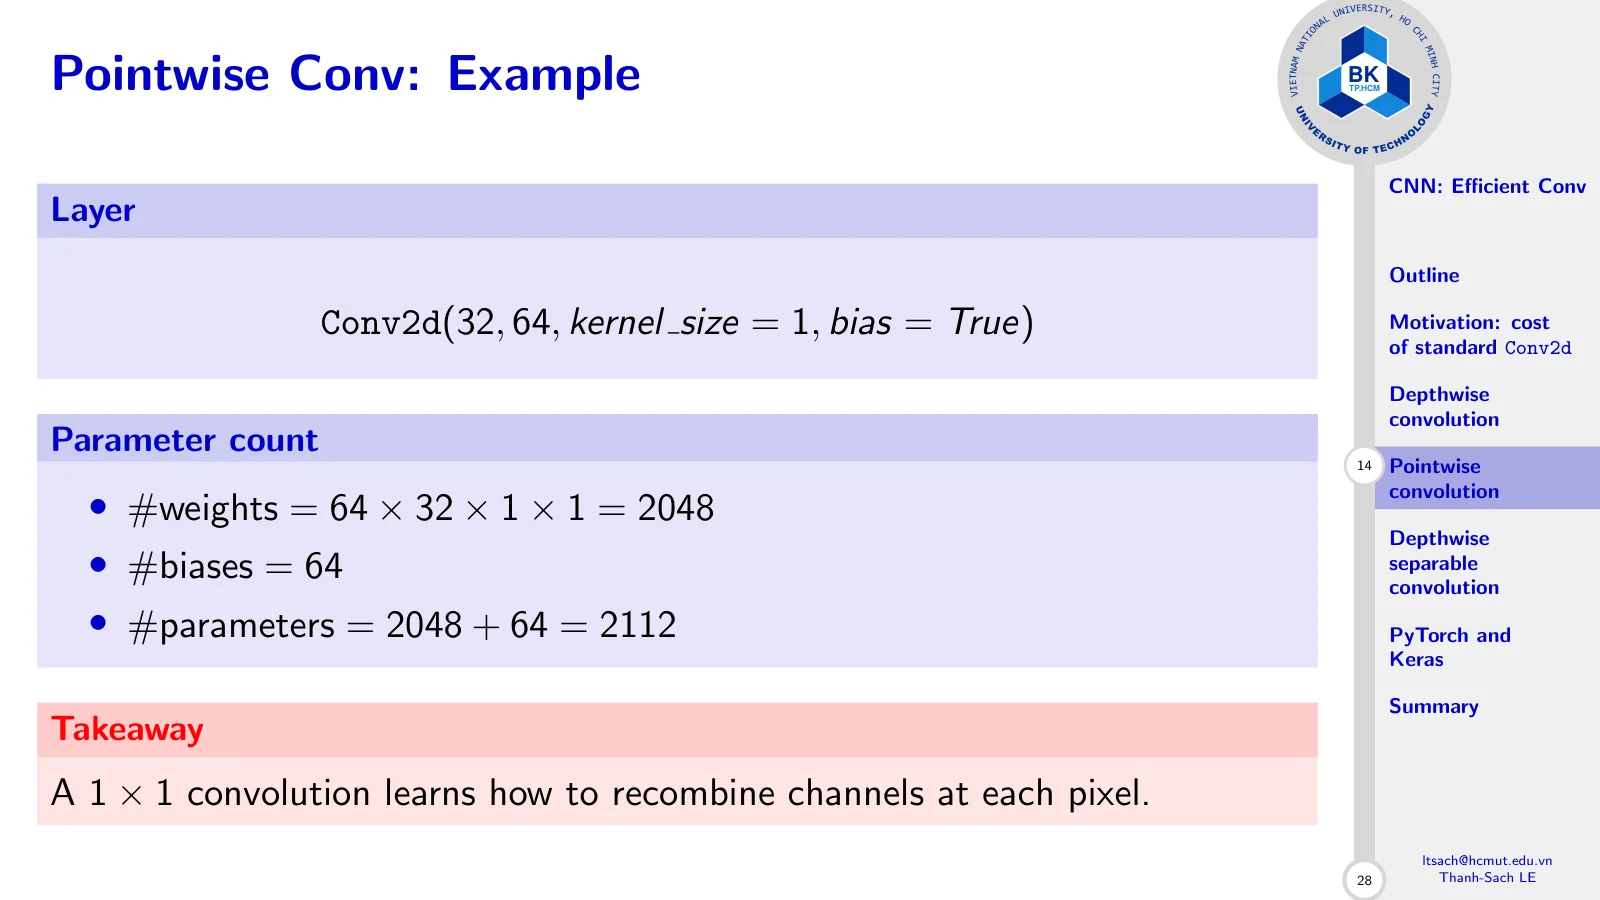 Pointwise Conv: Example
Layer
Conv2d(32, 64, kernel_size = 1, bias = True)
Parameter count
• #weights = 64 × 32 × 1 × 1 = 2048
• #biases = 64
• #parameters = 2048 + 64 = 2112
Takeaway
A 1 × 1 convolution learns how to recombine channels at each pixel.
VIETNAM NATIONAL UNIVERSITY, HO CHI MINH CITY
BK
TP.HCM
UNIVERSITY OF TECHNOLOGY
CNN: Efficient Conv
Outline
Motivation: cost
of standard Conv2d
Depthwise
convolution
14
Pointwise
convolution
Depthwise
separable
convolution
PyTorch and
Keras
Summary
ltsach@hcmut.edu.vn
Thanh-Sach LE
28